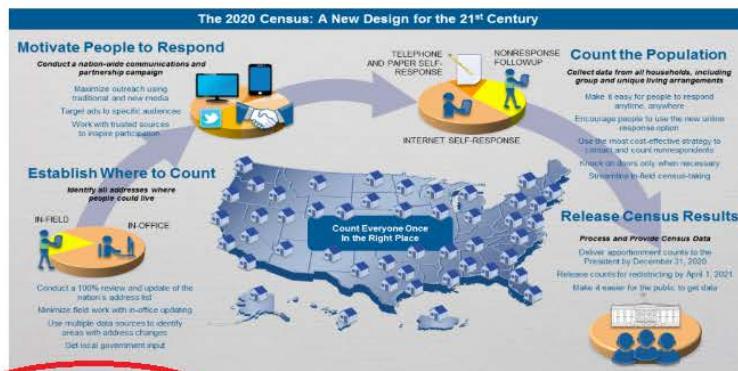 The 2020 Census: A New Design for the 21st Century
Motivate People to Respond
Conduct a nation-wide communications and
partnership campaign
Maximize outreach using
traditional and new media
Target ads to specific audiences
Work with trusted sources
to inspire participation
Establish Where to Count
Identify all addresses where
people could live
IN-FIELD
IN-OFFICE
Conduct a 100% review and update of the
nation's address list
Minimize field work with in-office updating
Use multiple data sources to identify
areas with address changes
Get local government input
TELEPHONE
AND PAPER SELF-
RESPONSE
NONRESPONSE
FOLLOWUP
INTERNET SELF-RESPONSE
Count Everyone Once
In the Right Place
Count the Population
Collect data from all households, including
group and unique living arrangements
Make it easy for people to respond
anytime, anywhere
Encourage people to use the new online
response option
Use the most cost-effective strategy to
contact and count nonrespondents
Knock on doors only when necessary
Streamline in-field census-taking
Release Census Results
Process and Provide Census Data
Deliver apportionment counts to the
President by December 31, 2020
Release counts for redistricting by April 1, 2021
Make it easier for the public to get data